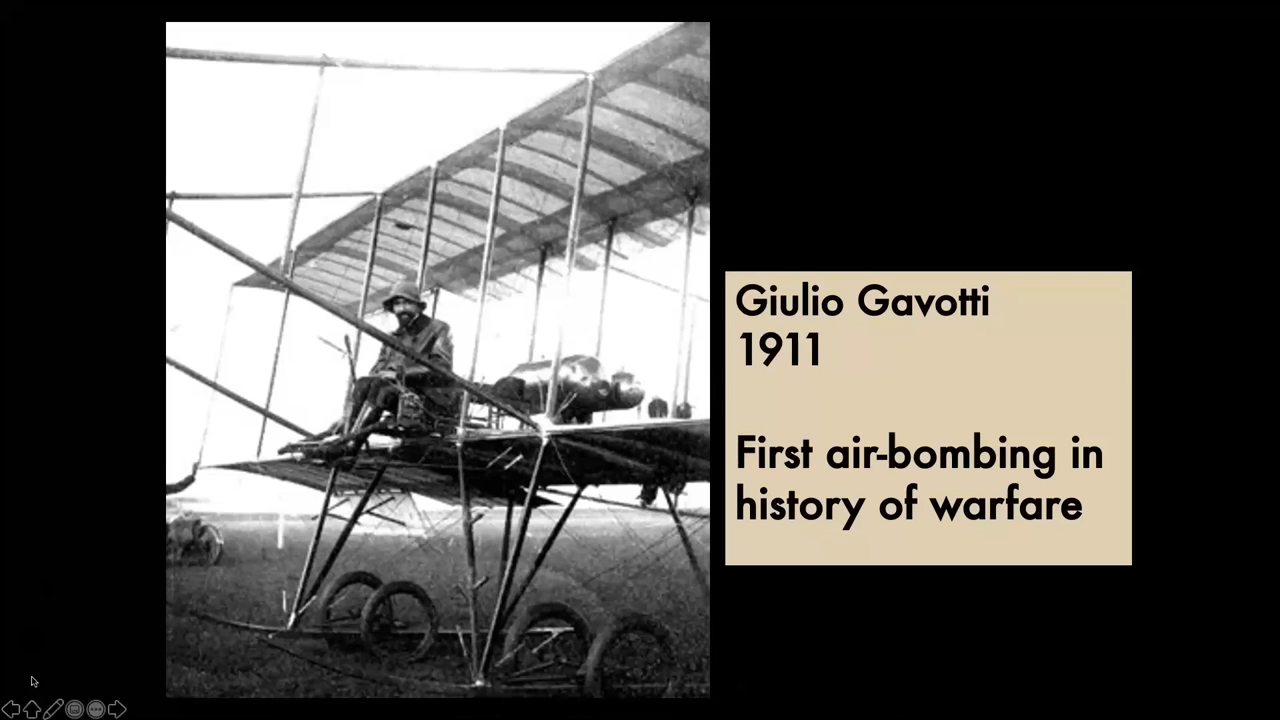 Giulio Gavotti
1911
First air-bombing in
history of warfare